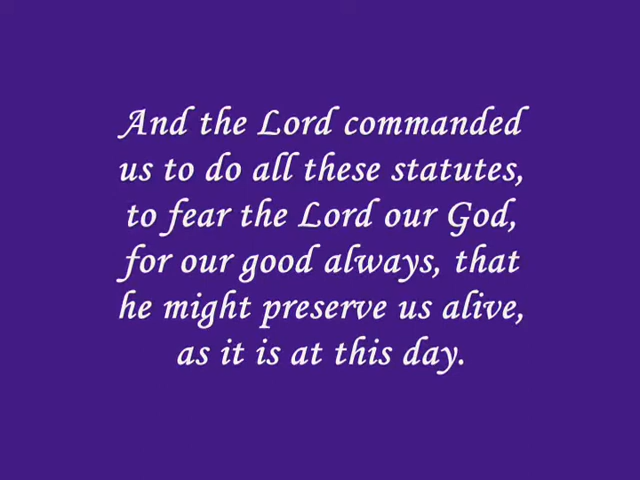 And the Lord commanded
us to do all these statutes,
to fear the Lord our God,
for our good always, that
he might preserve us alive,
as it is at this day.